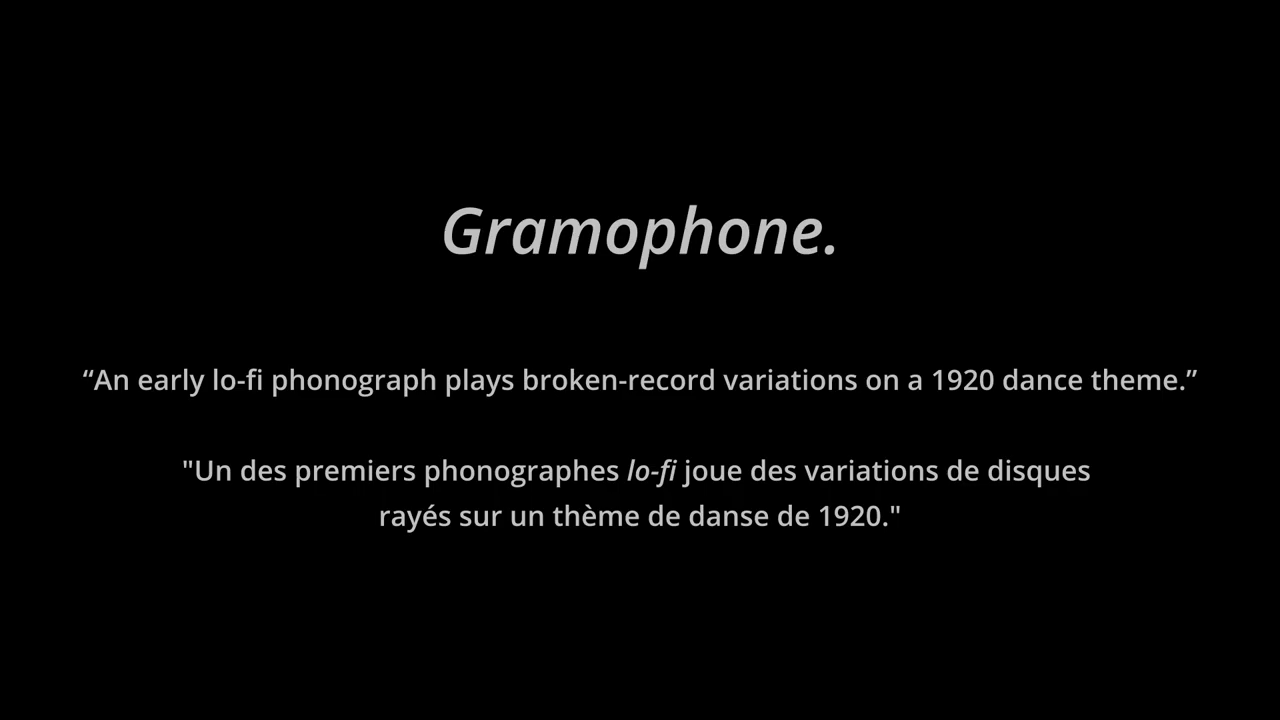 Gramophone.
“An early lo-fi phonograph plays broken-record variations on a 1920 dance theme.”
"Un des premiers phonographes lo-fi joue des variations de disques
rayés sur un thème de danse de 1920."